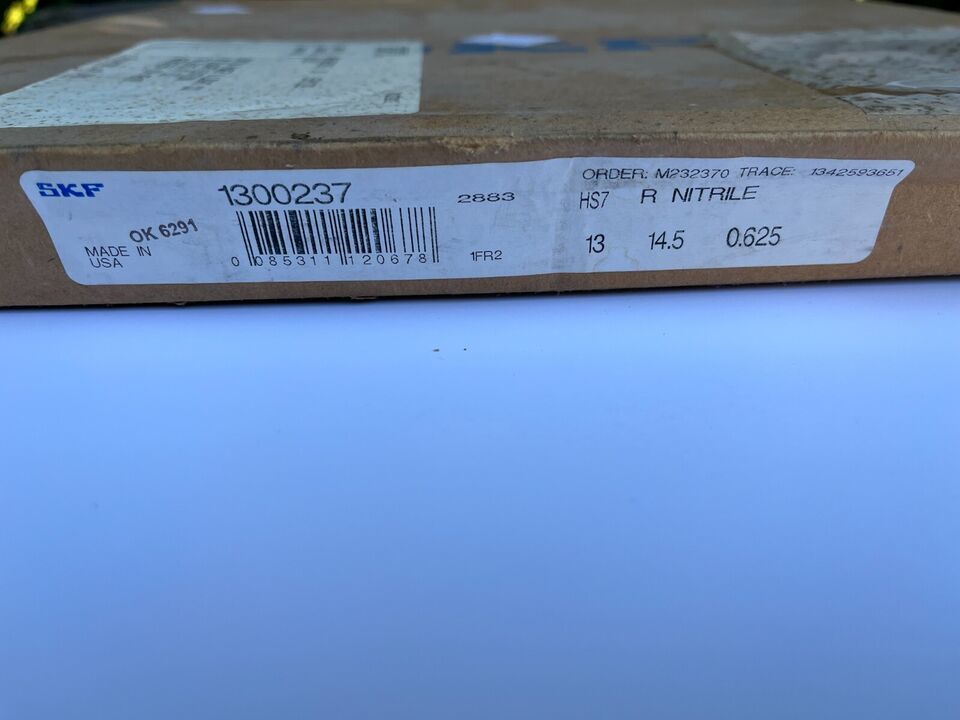 SKF
1300237
2883
OK 6291
MADE IN
USA
0 085311 120678
1FR2
ORDER: M232370 TRACE: 1342593651
HS7 R NITRILE
13 14.5 0.625